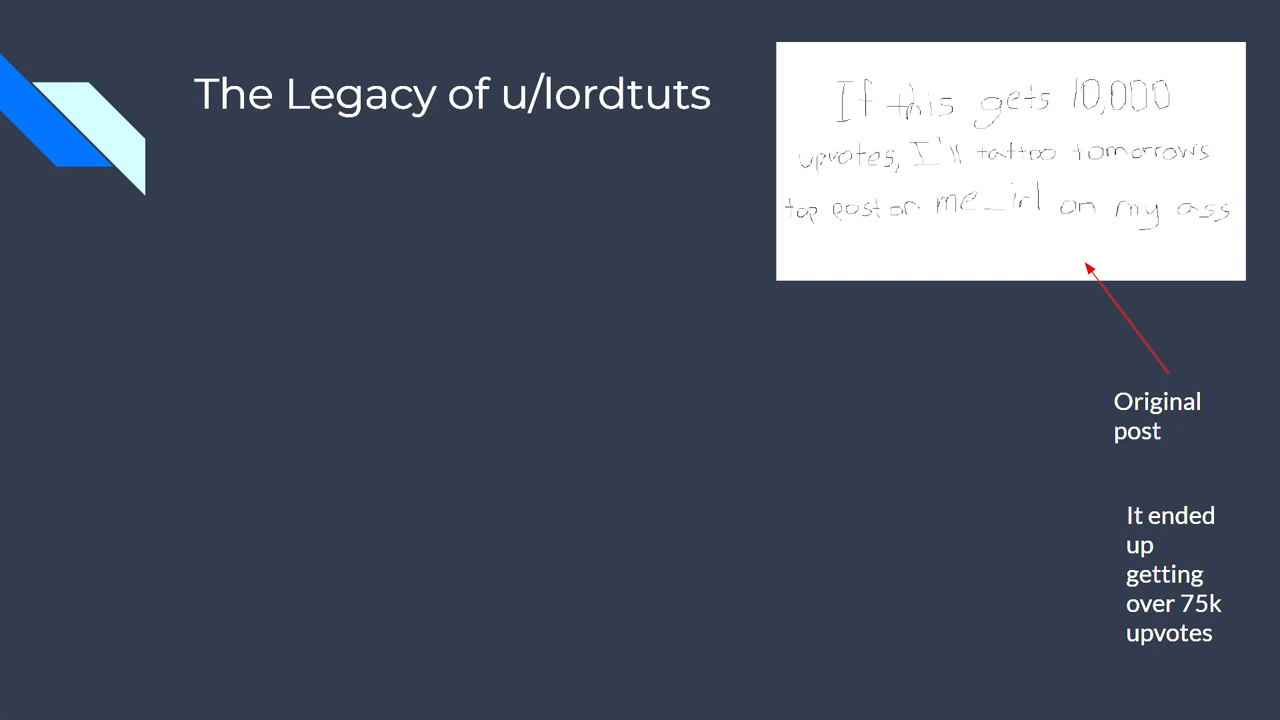 The Legacy of u/lordtuts
If this gets 10,000
upvotes, I'll tattoo tomorrows
top post on me_irl on my ass
Original
post
It ended
up
getting
over 75k
upvotes